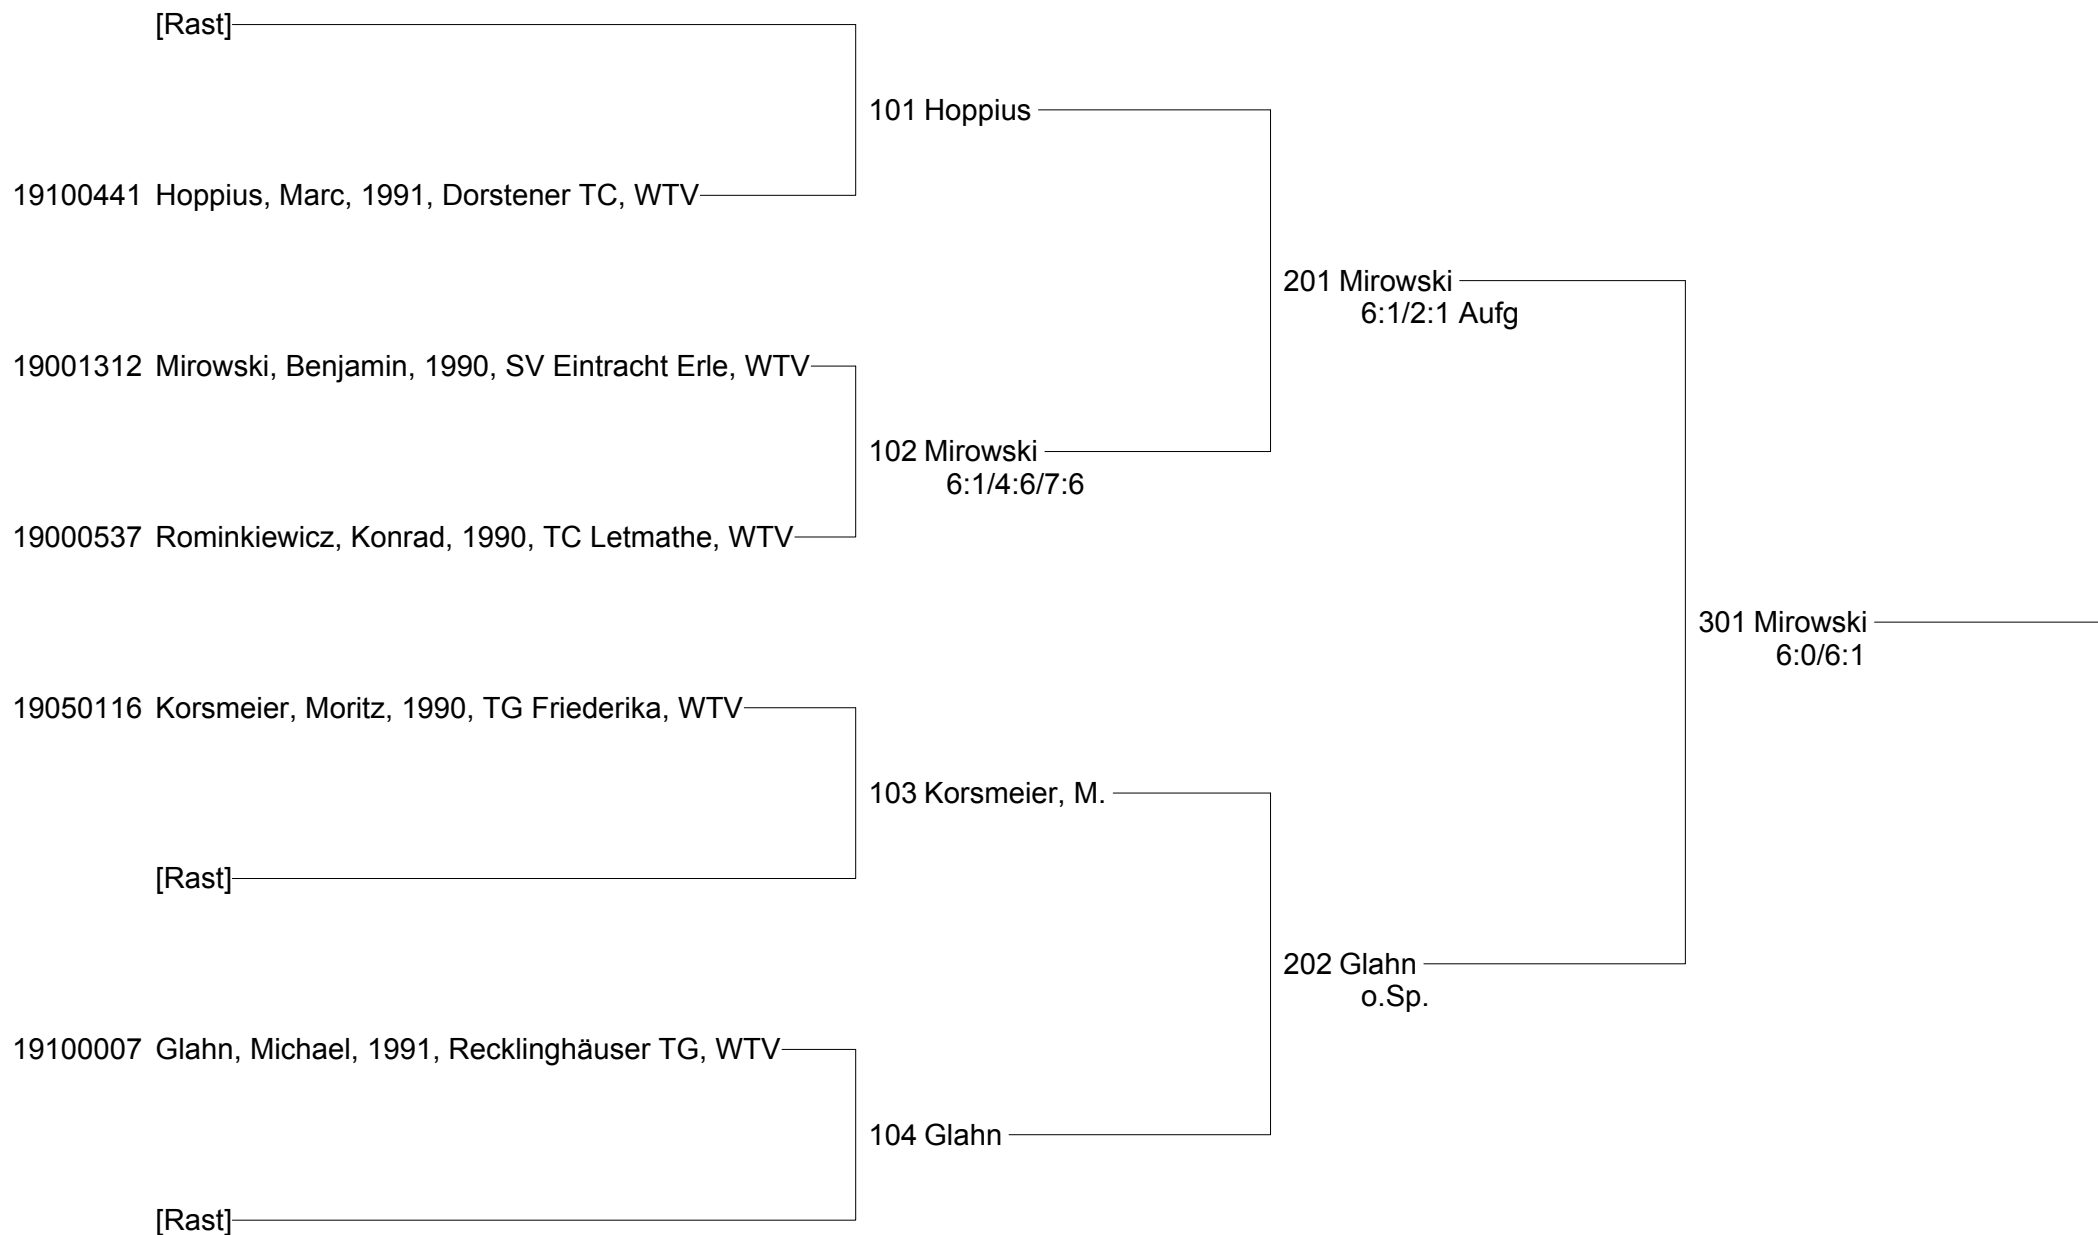 [Rast]
101 Hoppius
19100441 Hoppius, Marc, 1991, Dorstener TC, WTV
201 Mirowski
6:1/2:1 Aufg
19001312 Mirowski, Benjamin, 1990, SV Eintracht Erle, WTV
102 Mirowski
6:1/4:6/7:6
19000537 Rominkiewicz, Konrad, 1990, TC Letmathe, WTV
301 Mirowski
6:0/6:1
19050116 Korsmeier, Moritz, 1990, TG Friederika, WTV
103 Korsmeier, M.
[Rast]
202 Glahn
o.Sp.
19100007 Glahn, Michael, 1991, Recklinghäuser TG, WTV
104 Glahn
[Rast]